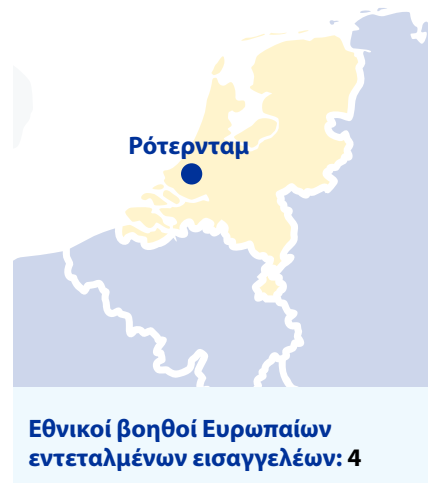 Ρότερνταμ
Εθνικοί βοηθοί Ευρωπαίων
εντεταλμένων εισαγγελέων: 4